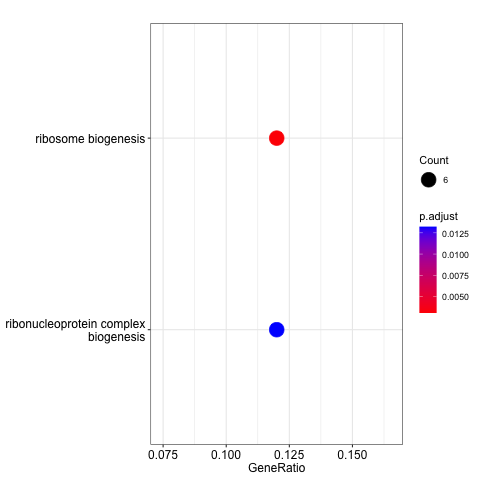 ribosome biogenesis
ribonucleoprotein complex
biogenesis
0.075 0.100 0.125 0.150
GeneRatio
Count
6
p.adjust
0.0125
0.0100
0.0075
0.0050